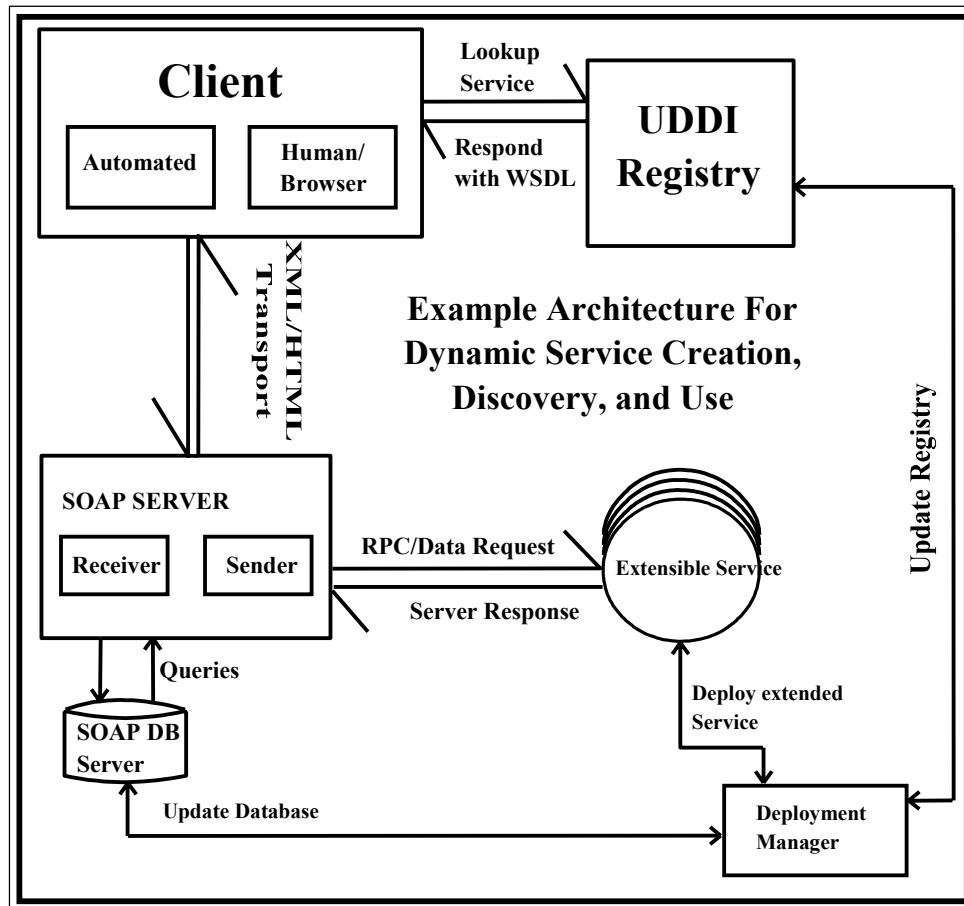 Client
Automated
Human/
Browser
Lookup
Service
Respond
with WSDL
UDDI
Registry
XML/HTML
Transport
Example Architecture For
Dynamic Service Creation,
Discovery, and Use
Update Registry
SOAP SERVER
Receiver
Sender
RPC/Data Request
Server Response
Extensible Service
Queries
SOAP DB
Server
Deploy extended
Service
Update Database
Deployment
Manager